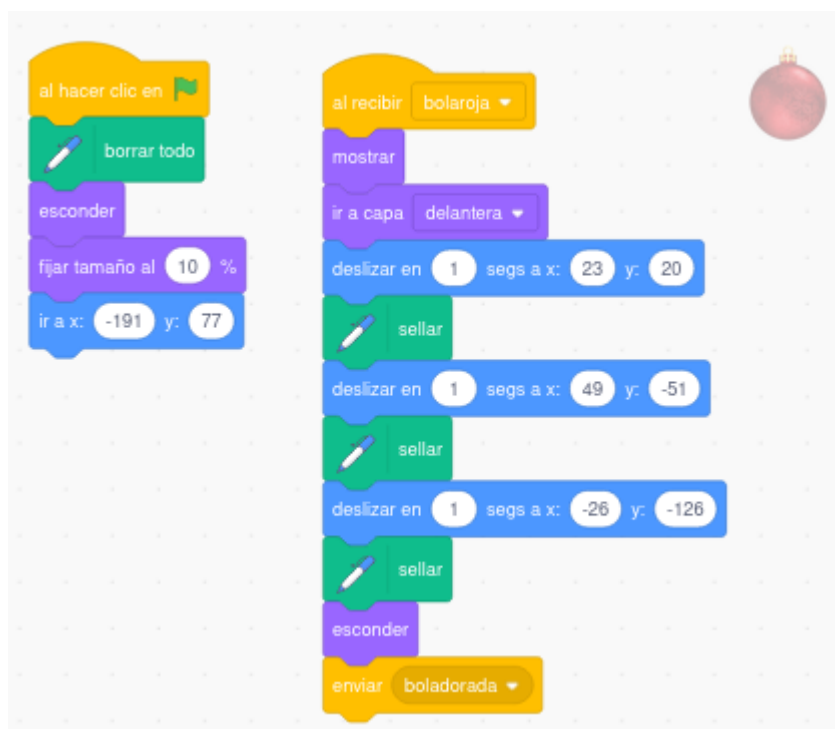 al hacer clic en
borrar todo
esconder
fijar tamaño al 10 %
ir a x: -191 y: 77
al recibir bolaroja
mostrar
ir a capa delantera
deslizar en 1 segs a x: 23 y: 20
sellar
deslizar en 1 segs a x: 49 y: -51
sellar
deslizar en 1 segs a x: -26 y: -126
sellar
esconder
enviar boladorada